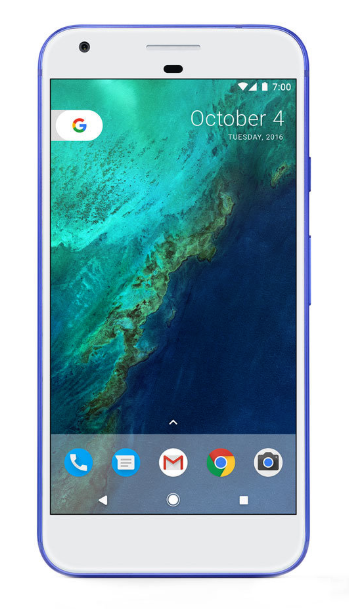 7:00
G
October 4
TUESDAY, 2016